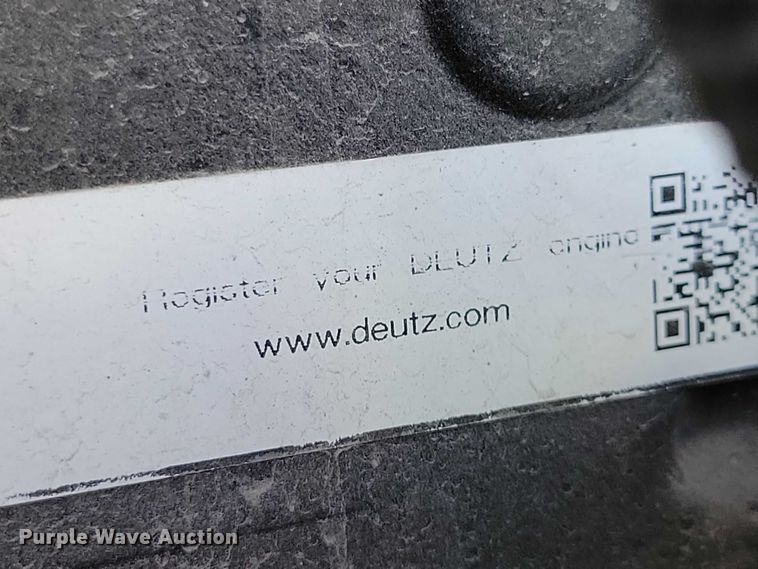 Register your DEUTZ engine
www.deutz.com
Purple Wave Auction